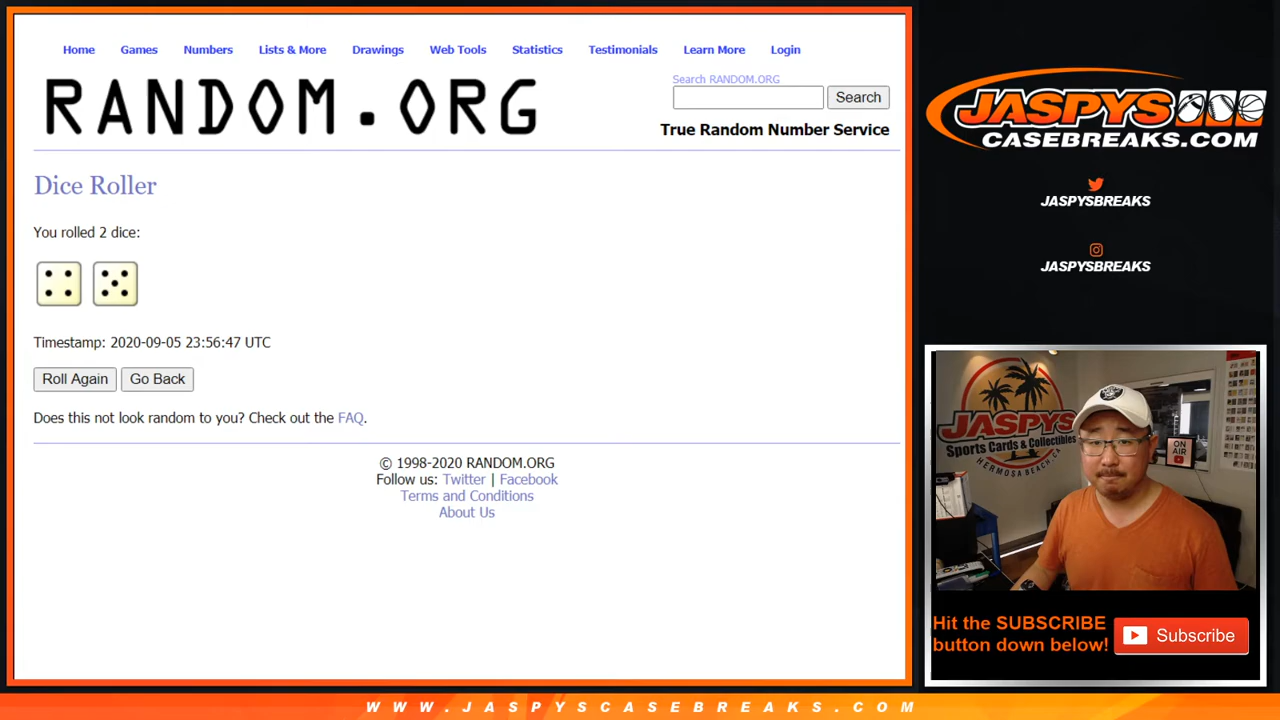 Home Games Numbers Lists & More Drawings Web Tools Statistics Testimonials Learn More Login
RANDOM.ORG
Search RANDOM.ORG
Search
True Random Number Service
Dice Roller
You rolled 2 dice:
Timestamp: 2020-09-05 23:56:47 UTC
Roll Again Go Back
Does this not look random to you? Check out the FAQ.
© 1998-2020 RANDOM.ORG
Follow us: Twitter | Facebook
Terms and Conditions
About Us
JASPYS
CASEBREAKS.COM
JASPYSBREAKS
JASPYSBREAKS
JASPYS
Sports Cards & Collectibles
HERMOSA BEACH, CA
ON
AIR
Hit the SUBSCRIBE
button down below!
Subscribe
WWW.JASPYSCASEBREAKS.COM